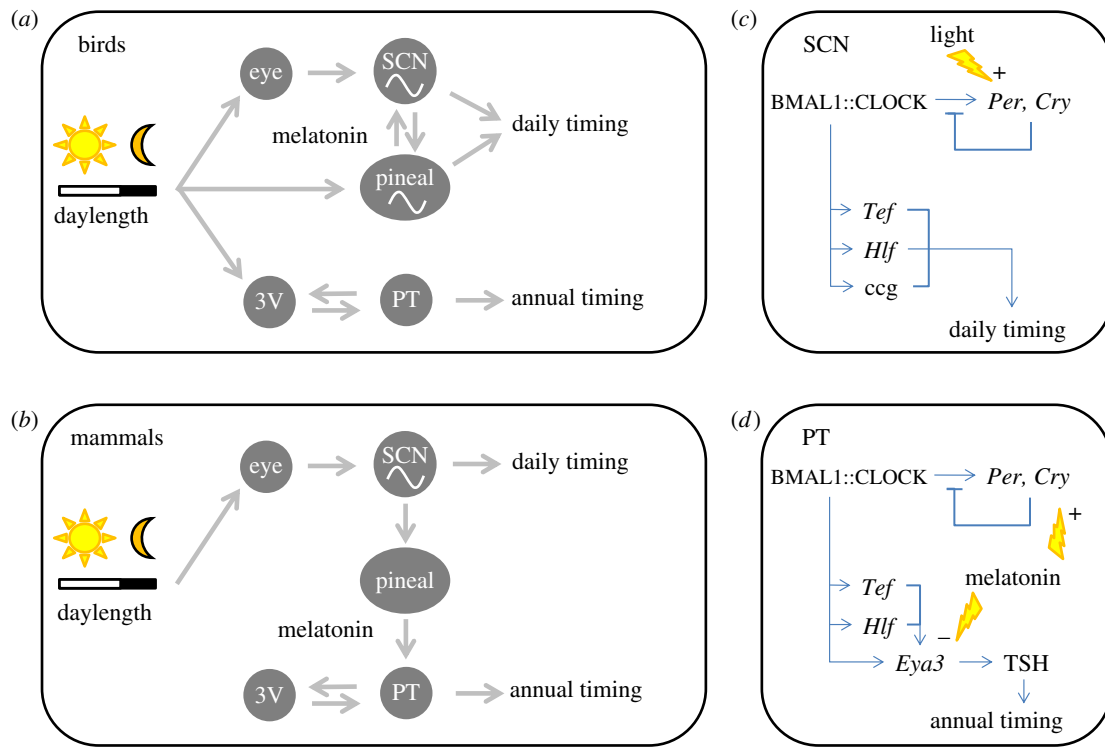 (a)
birds
eye
SCN
melatonin
daily timing
pineal
daylength
3V
PT
annual timing
(b)
mammals
eye
SCN
daily timing
pineal
daylength
melatonin
3V
PT
annual timing
(c)
SCN
light
+
BMAL1::CLOCK
Per, Cry
Tef
Hlf
ccg
daily timing
(d)
PT
BMAL1::CLOCK
Per, Cry
+
melatonin
Tef
Hlf
–
Eya3
TSH
annual timing